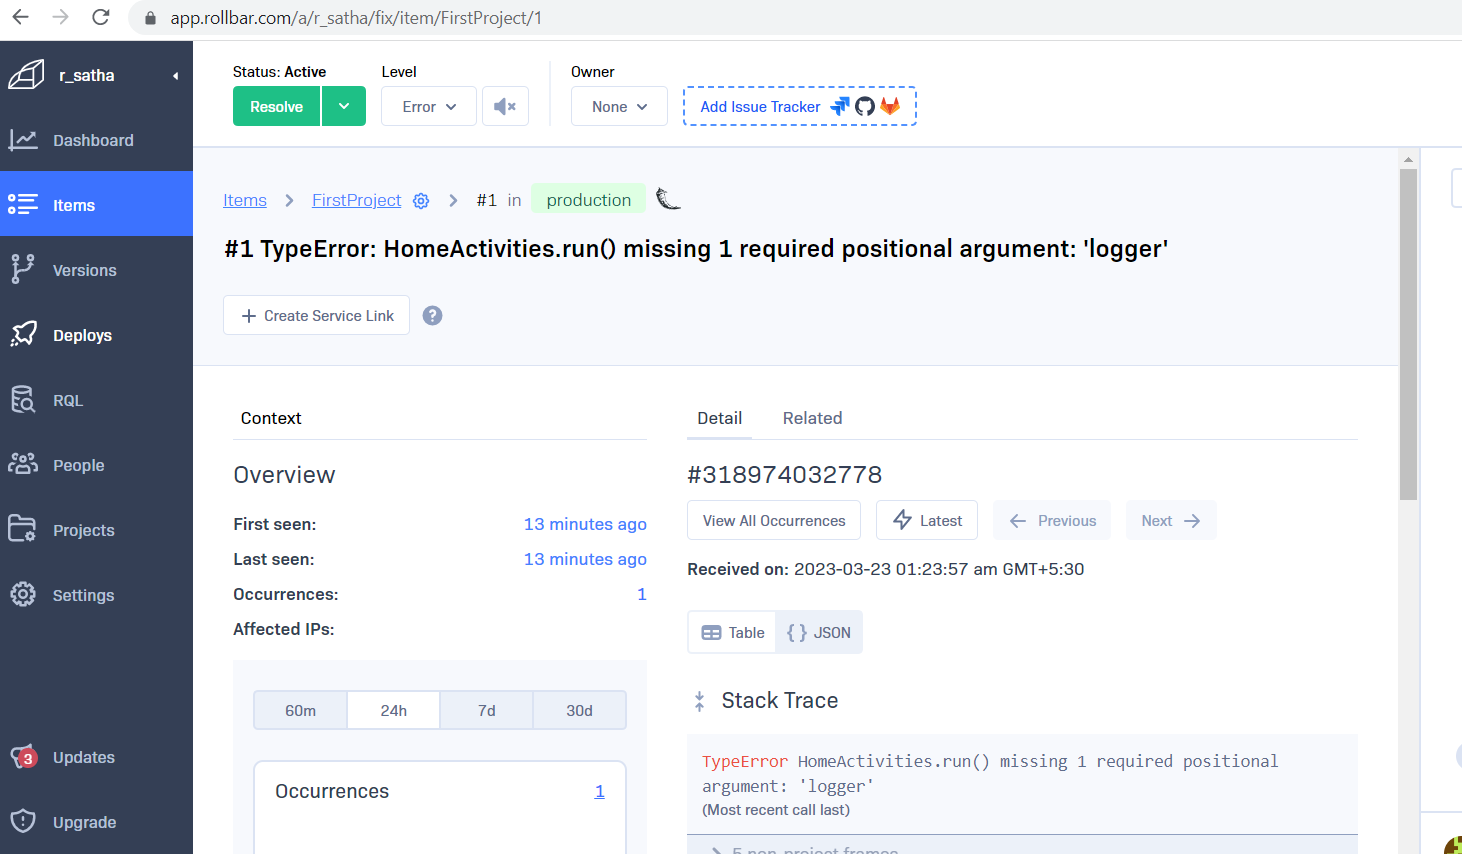 app.rollbar.com/a/r_satha/fix/item/FirstProject/1
r_satha
Dashboard
Items
Versions
Deploys
RQL
People
Projects
Settings
3
Updates
Upgrade
Status: Active
Level
Owner
Resolve
Error
None
Add Issue Tracker
Items > FirstProject > #1 in production
#1 TypeError: HomeActivities.run() missing 1 required positional argument: 'logger'
+ Create Service Link ?
Context
Overview
First seen: 13 minutes ago
Last seen: 13 minutes ago
Occurrences: 1
Affected IPs:
60m 24h 7d 30d
Occurrences 1
Detail Related
#318974032778
View All Occurrences Latest Previous Next
Received on: 2023-03-23 01:23:57 am GMT+5:30
Table {} JSON
Stack Trace
TypeError HomeActivities.run() missing 1 required positional
argument: 'logger'
(Most recent call last)
5 non-project frames